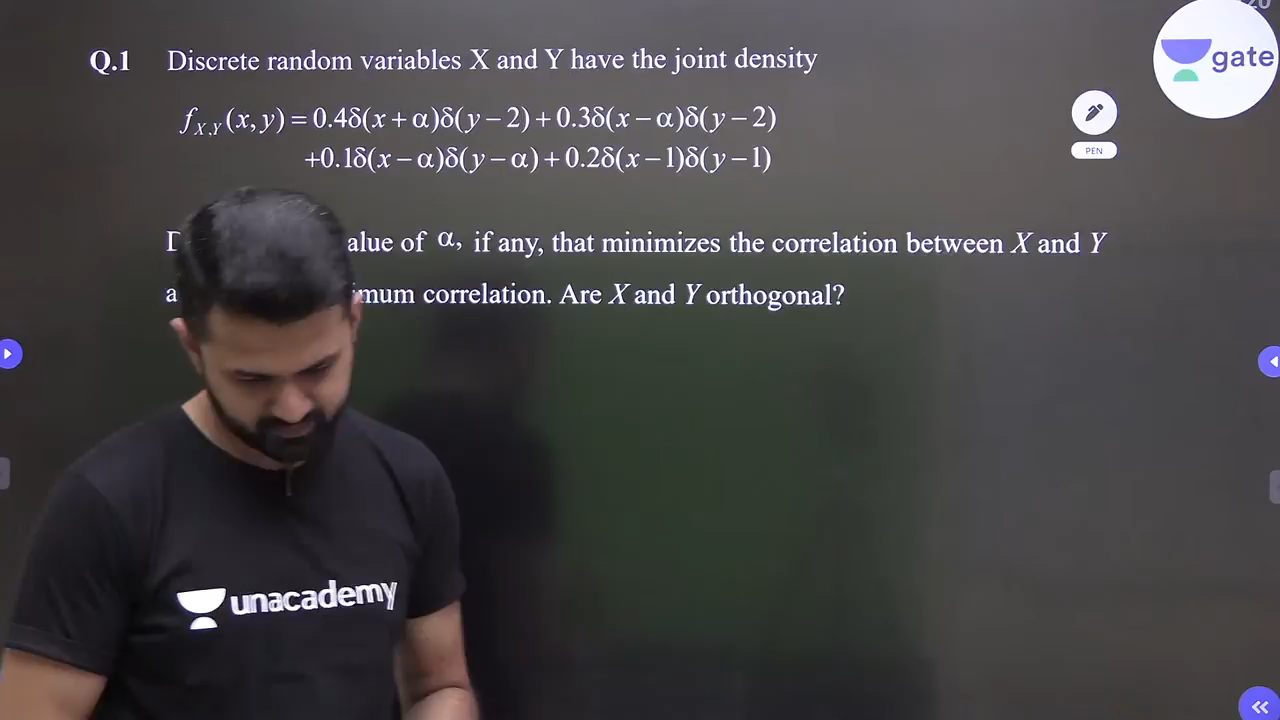 20
gate
Q.1 Discrete random variables X and Y have the joint density
f_{X,Y}(x, y) = 0.4δ(x + α)δ(y − 2) + 0.3δ(x − α)δ(y − 2)
+0.1δ(x − α)δ(y − α) + 0.2δ(x − 1)δ(y − 1)
PEN
alue of α, if any, that minimizes the correlation between X and Y
imum correlation. Are X and Y orthogonal?
unacademy